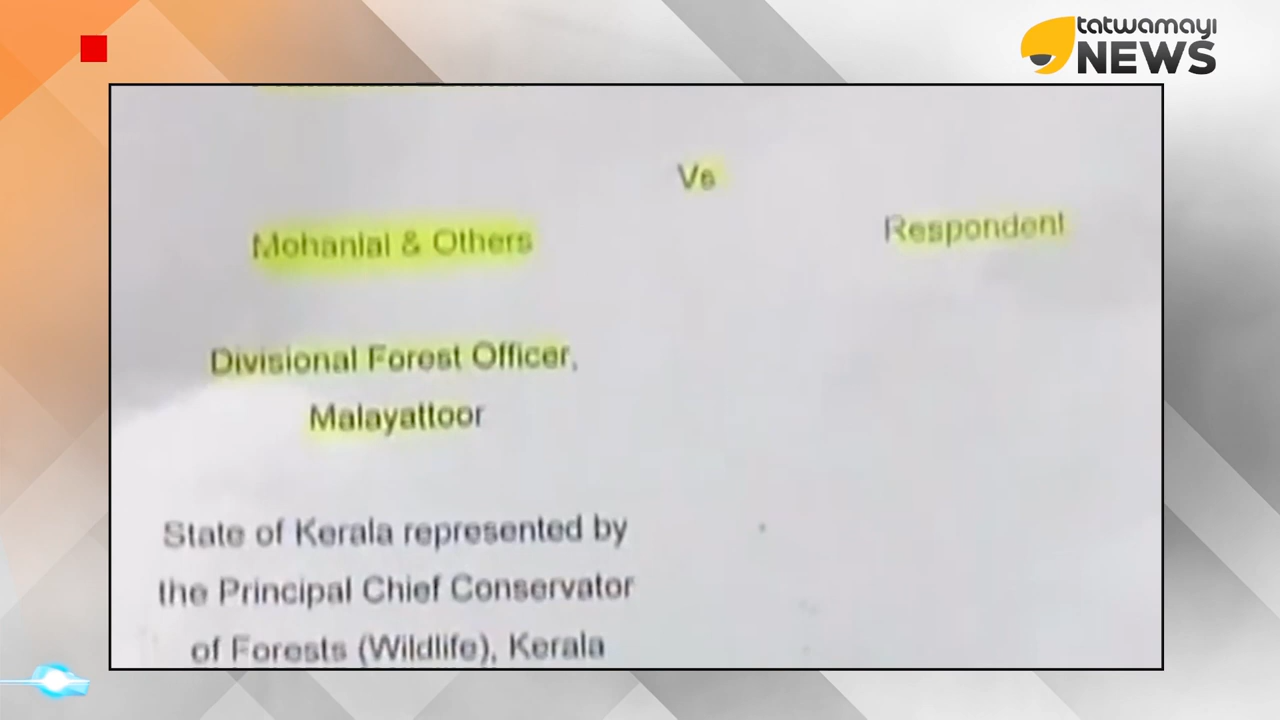 tatwamayi
NEWS
Vs
Mohanlal & Others
Respondent
Divisional Forest Officer,
Malayattoor
State of Kerala represented by
the Principal Chief Conservator
of Forests (Wildlife), Kerala